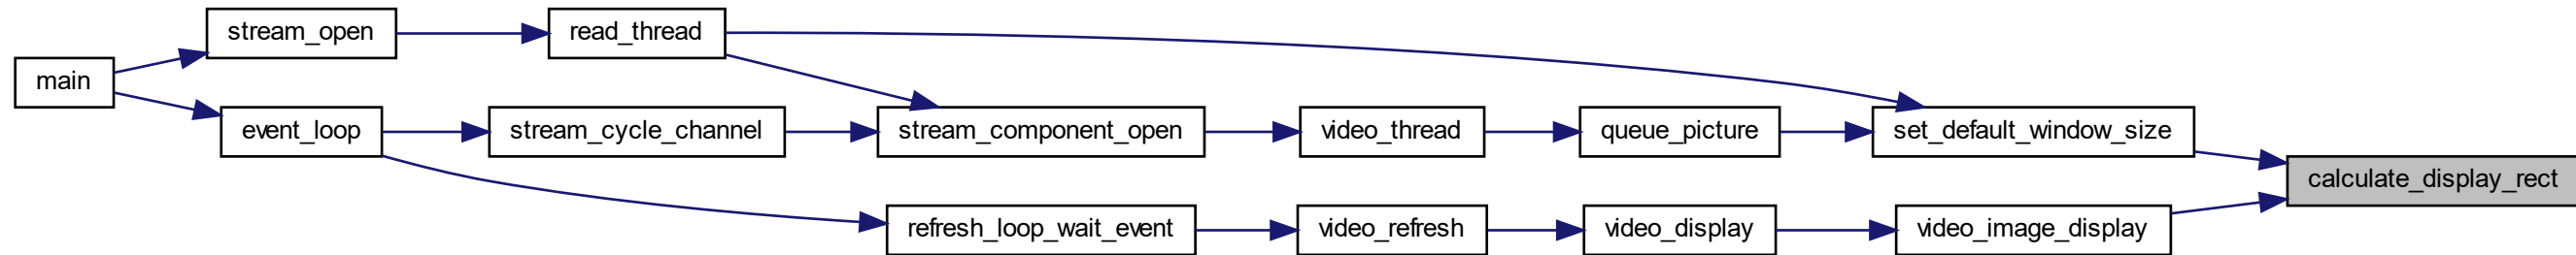 main
stream_open
read_thread
event_loop
stream_cycle_channel
stream_component_open
video_thread
queue_picture
set_default_window_size
calculate_display_rect
refresh_loop_wait_event
video_refresh
video_display
video_image_display